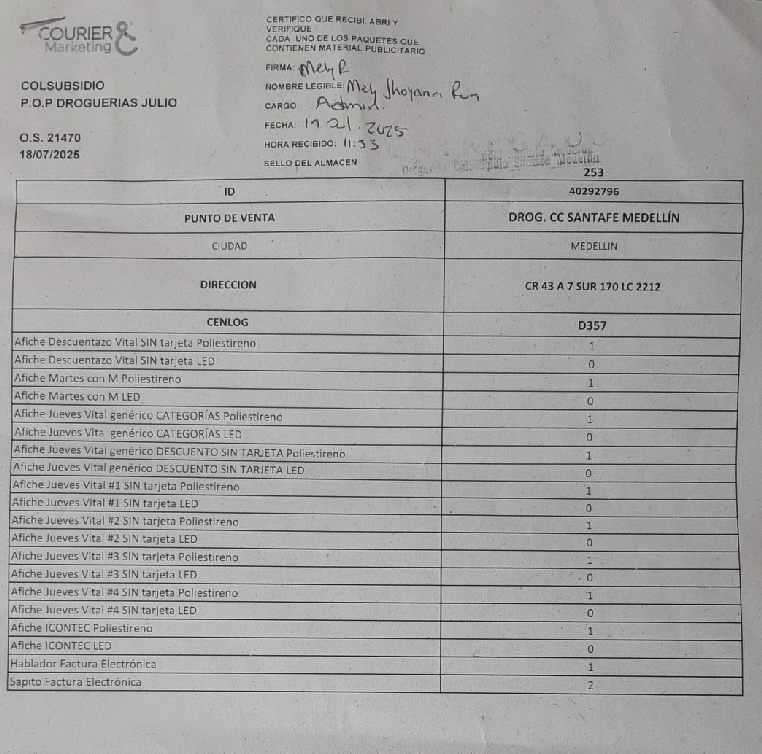 COURIER &
Marketing
COLSUBSIDIO
P.O.P DROGUERIAS JULIO
O.S. 21470
18/07/2025
CERTIFICO QUE RECIBI, ABRI Y
VERIFIQUE
CADA UNO DE LOS PAQUETES QUE
CONTIENEN MATERIAL PUBLICITARIO
FIRMA: Mely R
NOMBRE LEGIBLE: Mely Jhoyana
CARGO Admin.
FECHA: 19 21. 2025
HORA RECIBIDO: 11:33
SELLO DEL ALMACEN
253
ID 40292796
PUNTO DE VENTA DROG. CC SANTAFE MEDELLÍN
CIUDAD MEDELLIN
DIRECCION CR 43 A 7 SUR 170 LC 2212
CENLOG D357
Afiche Descuentazo Vital SIN tarjeta Poliestireno 1
Afiche Descuentazo Vital SIN tarjeta LED 0
Afiche Martes con M Poliestireno 1
Afiche Martes con M LED 0
Afiche Jueves Vital genérico CATEGORÍAS Poliestireno 1
Afiche Jueves Vital genérico CATEGORÍAS LED 0
Afiche Jueves Vital genérico DESCUENTO SIN TARJETA Poliestireno 1
Afiche Jueves Vital genérico DESCUENTO SIN TARJETA LED 0
Afiche Jueves Vital #1 SIN tarjeta Poliestireno 1
Afiche Jueves Vital #1 SIN tarjeta LED 0
Afiche Jueves Vital #2 SIN tarjeta Poliestireno 1
Afiche Jueves Vital #2 SIN tarjeta LED 0
Afiche Jueves Vital #3 SIN tarjeta Poliestireno 1
Afiche Jueves Vital #3 SIN tarjeta LED 0
Afiche Jueves Vital #4 SIN tarjeta Poliestireno 1
Afiche Jueves Vital #4 SIN tarjeta LED 0
Afiche ICONTEC Poliestireno 1
Afiche ICONTEC LED 0
Hablador Factura Electrónica 1
Sapito Factura Electrónica 2